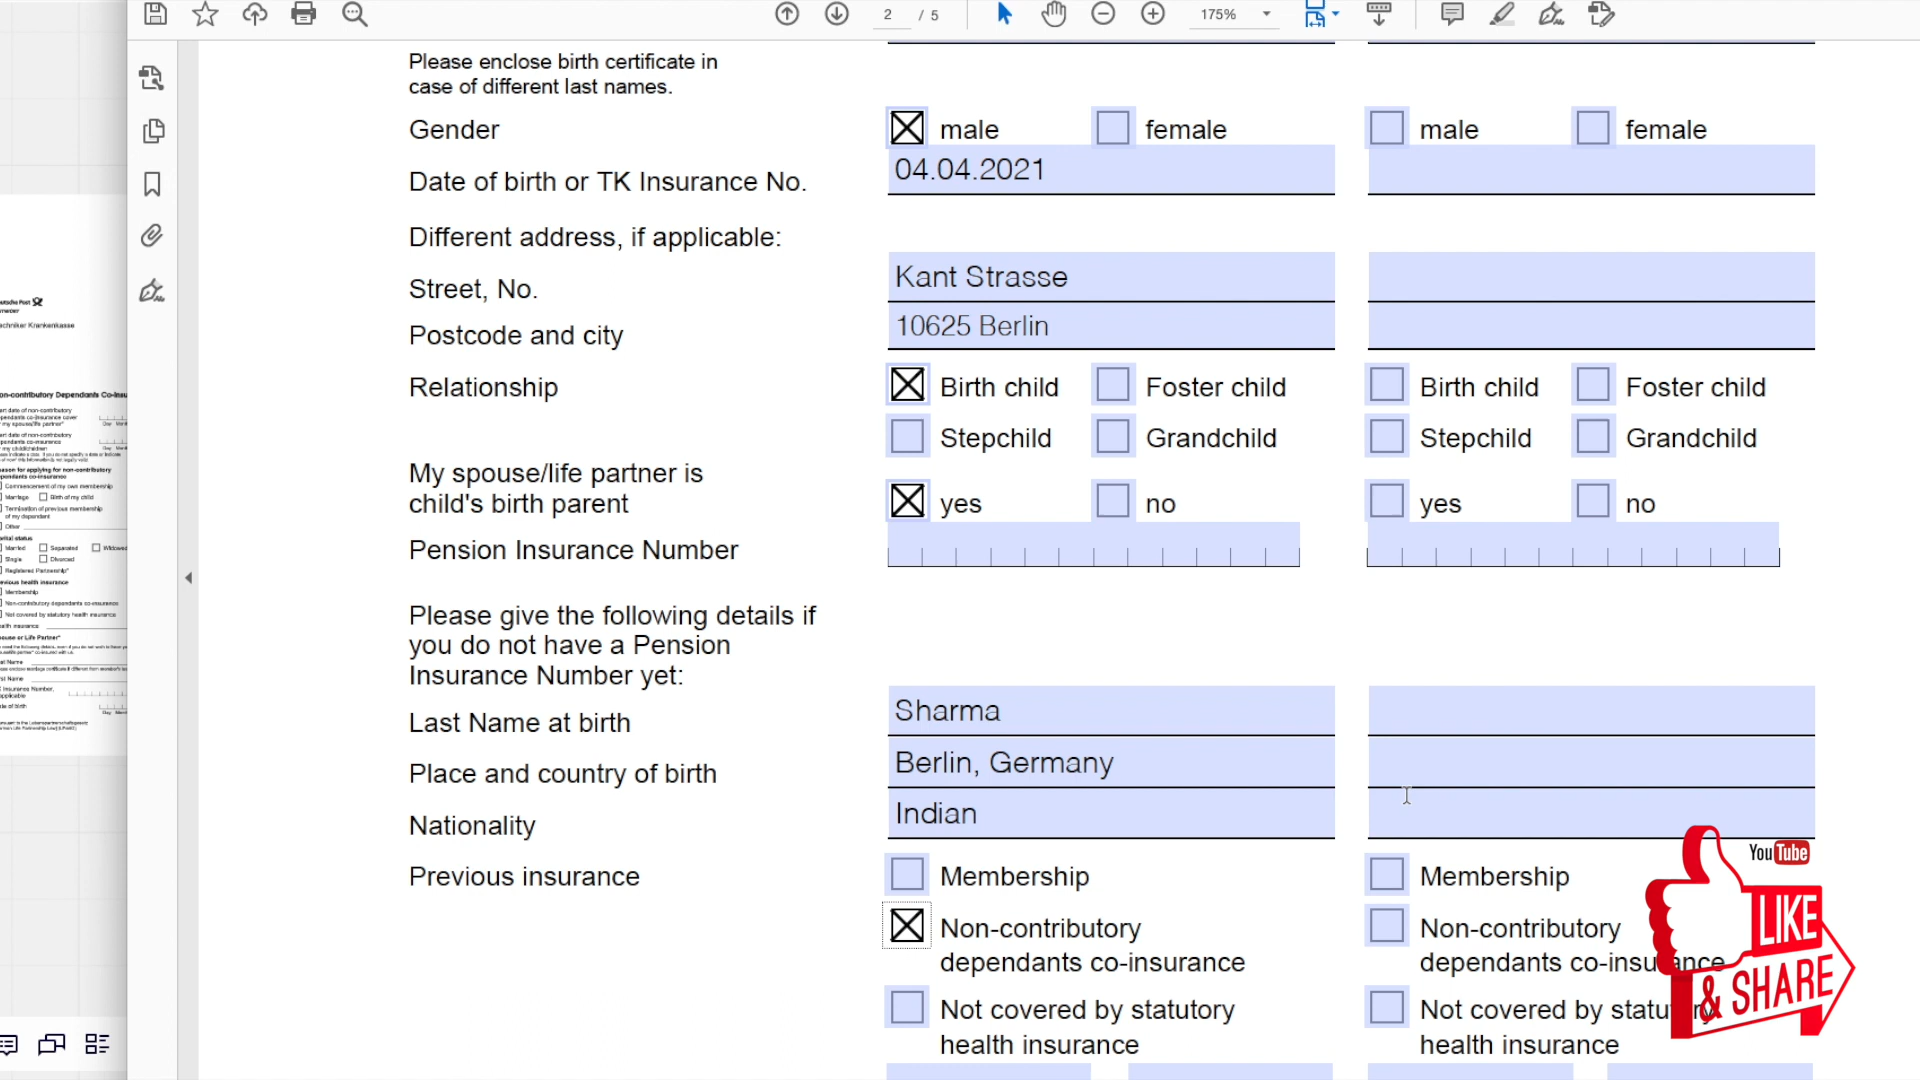 2 / 5
175%
Please enclose birth certificate in
case of different last names.
Gender
male female male female
Date of birth or TK Insurance No.
04.04.2021
Different address, if applicable:
Street, No.
Kant Strasse
Postcode and city
10625 Berlin
Relationship
Birth child Foster child Birth child Foster child
Stepchild Grandchild Stepchild Grandchild
My spouse/life partner is
child's birth parent
yes no yes no
Pension Insurance Number
Please give the following details if
you do not have a Pension
Insurance Number yet:
Last Name at birth
Sharma
Place and country of birth
Berlin, Germany
Nationality
Indian
Previous insurance
Membership Membership
Non-contributory Non-contributory
dependants co-insurance dependants co-insurance
Not covered by statutory Not covered by statutory
health insurance health insurance
YouTube
LIKE
& SHARE